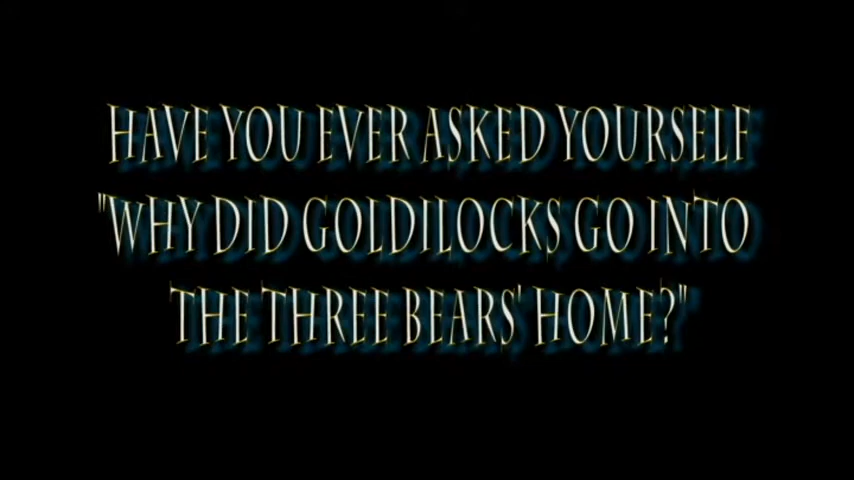 HAVE YOU EVER ASKED YOURSELF
"WHY DID GOLDILOCKS GO INTO
THE THREE BEARS' HOME?"